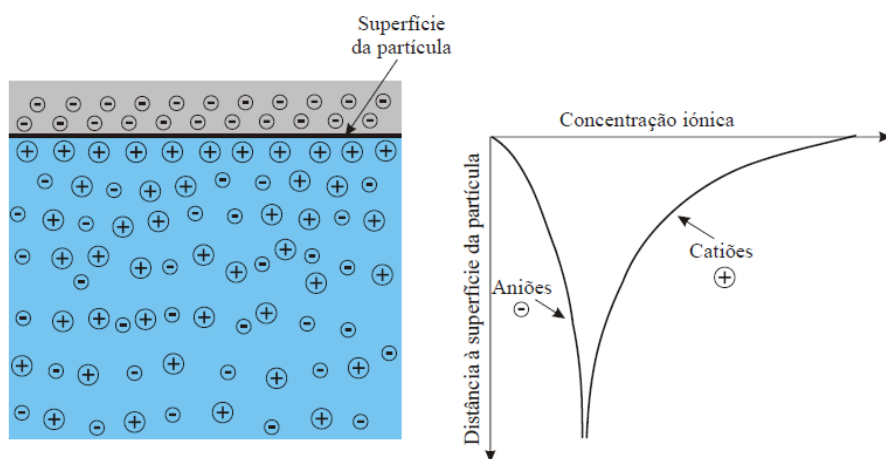 Superfície
da partícula
Concentração iónica
Distância à superfície da partícula
Catiões
+
Aniões
-